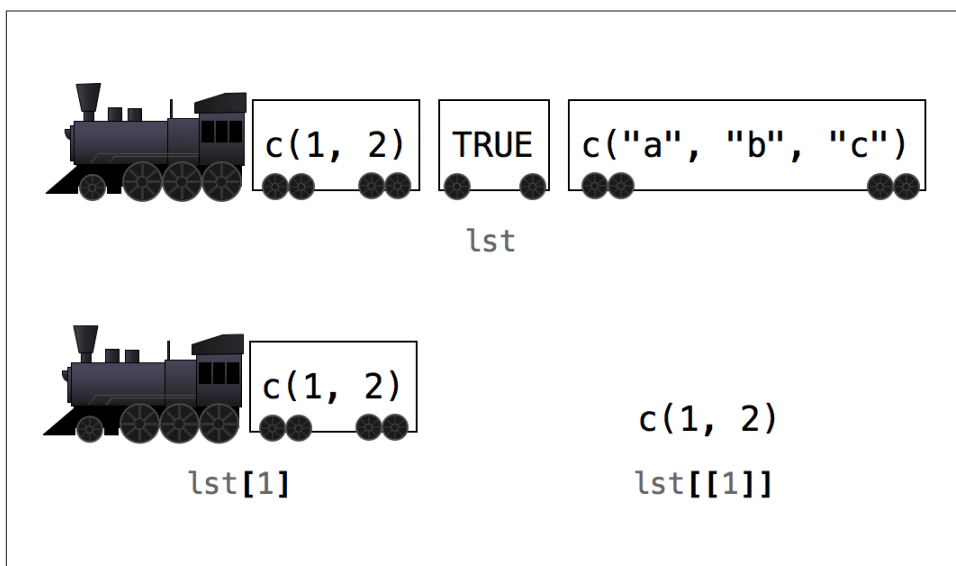 c(1, 2) TRUE c("a", "b", "c")
lst
c(1, 2)
c(1, 2)
lst[1]
lst[[1]]